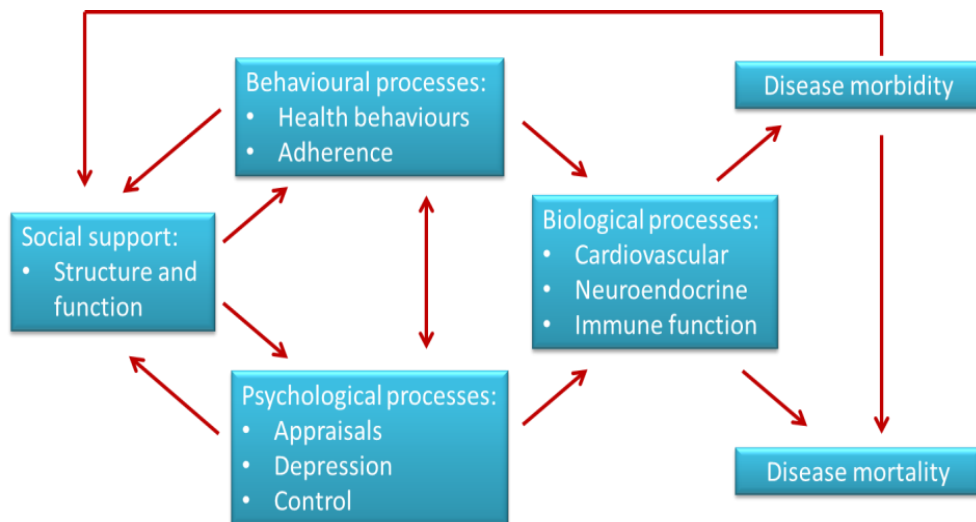 Behavioural processes:
• Health behaviours
• Adherence
Disease morbidity
Social support:
• Structure and
function
Biological processes:
• Cardiovascular
• Neuroendocrine
• Immune function
Psychological processes:
• Appraisals
• Depression
• Control
Disease mortality